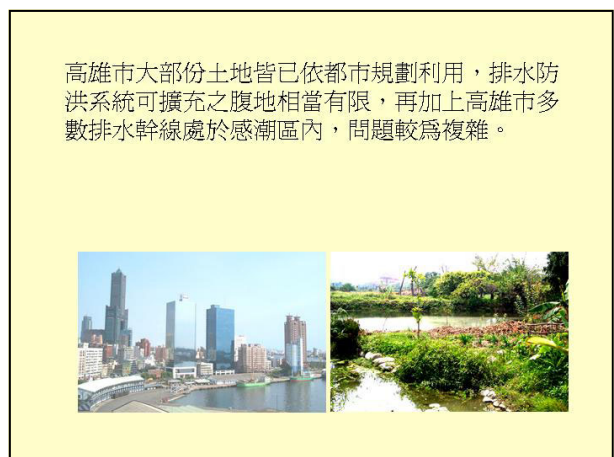 高雄市大部份土地皆已依都市規劃利用，排水防
洪系統可擴充之腹地相當有限，再加上高雄市多
數排水幹線處於感潮區內，問題較為複雜。